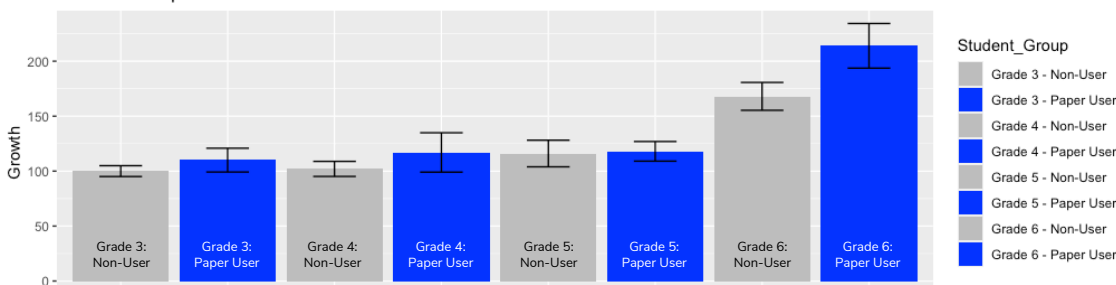 Growth
200
150
100
50
0
Grade 3:
Non-User
Grade 3:
Paper User
Grade 4:
Non-User
Grade 4:
Paper User
Grade 5:
Non-User
Grade 5:
Paper User
Grade 6:
Non-User
Grade 6:
Paper User
Student_Group
Grade 3 - Non-User
Grade 3 - Paper User
Grade 4 - Non-User
Grade 4 - Paper User
Grade 5 - Non-User
Grade 5 - Paper User
Grade 6 - Non-User
Grade 6 - Paper User